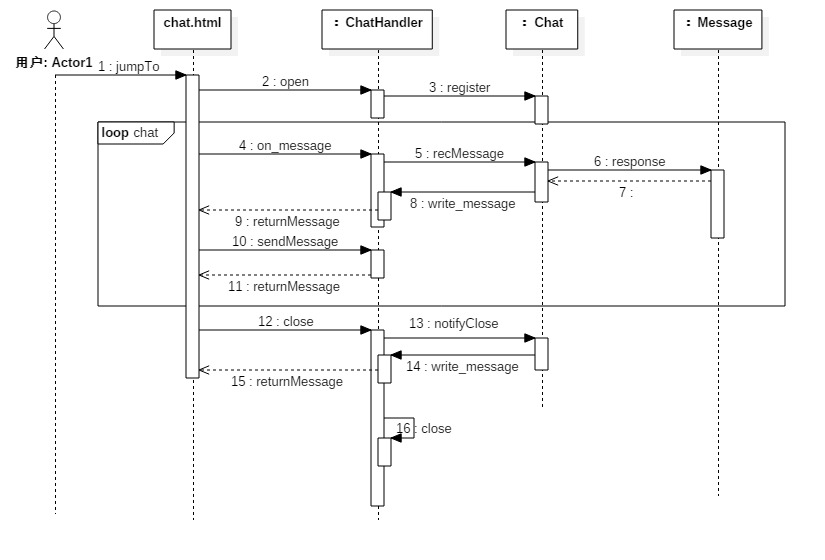 chat.html
: ChatHandler
: Chat
: Message
用户: Actor1
1 : jumpTo
2 : open
3 : register
loop chat
4 : on_message
5 : recMessage
6 : response
7 :
8 : write_message
9 : returnMessage
10 : sendMessage
11 : returnMessage
12 : close
13 : notifyClose
14 : write_message
15 : returnMessage
16 : close